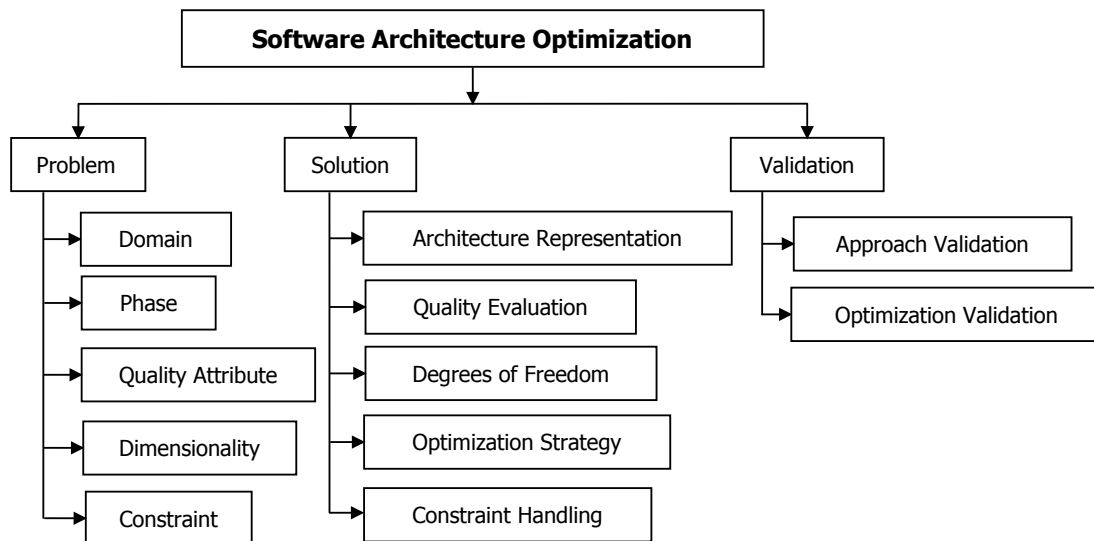 Software Architecture Optimization
Problem
Domain
Phase
Quality Attribute
Dimensionality
Constraint
Solution
Architecture Representation
Quality Evaluation
Degrees of Freedom
Optimization Strategy
Constraint Handling
Validation
Approach Validation
Optimization Validation